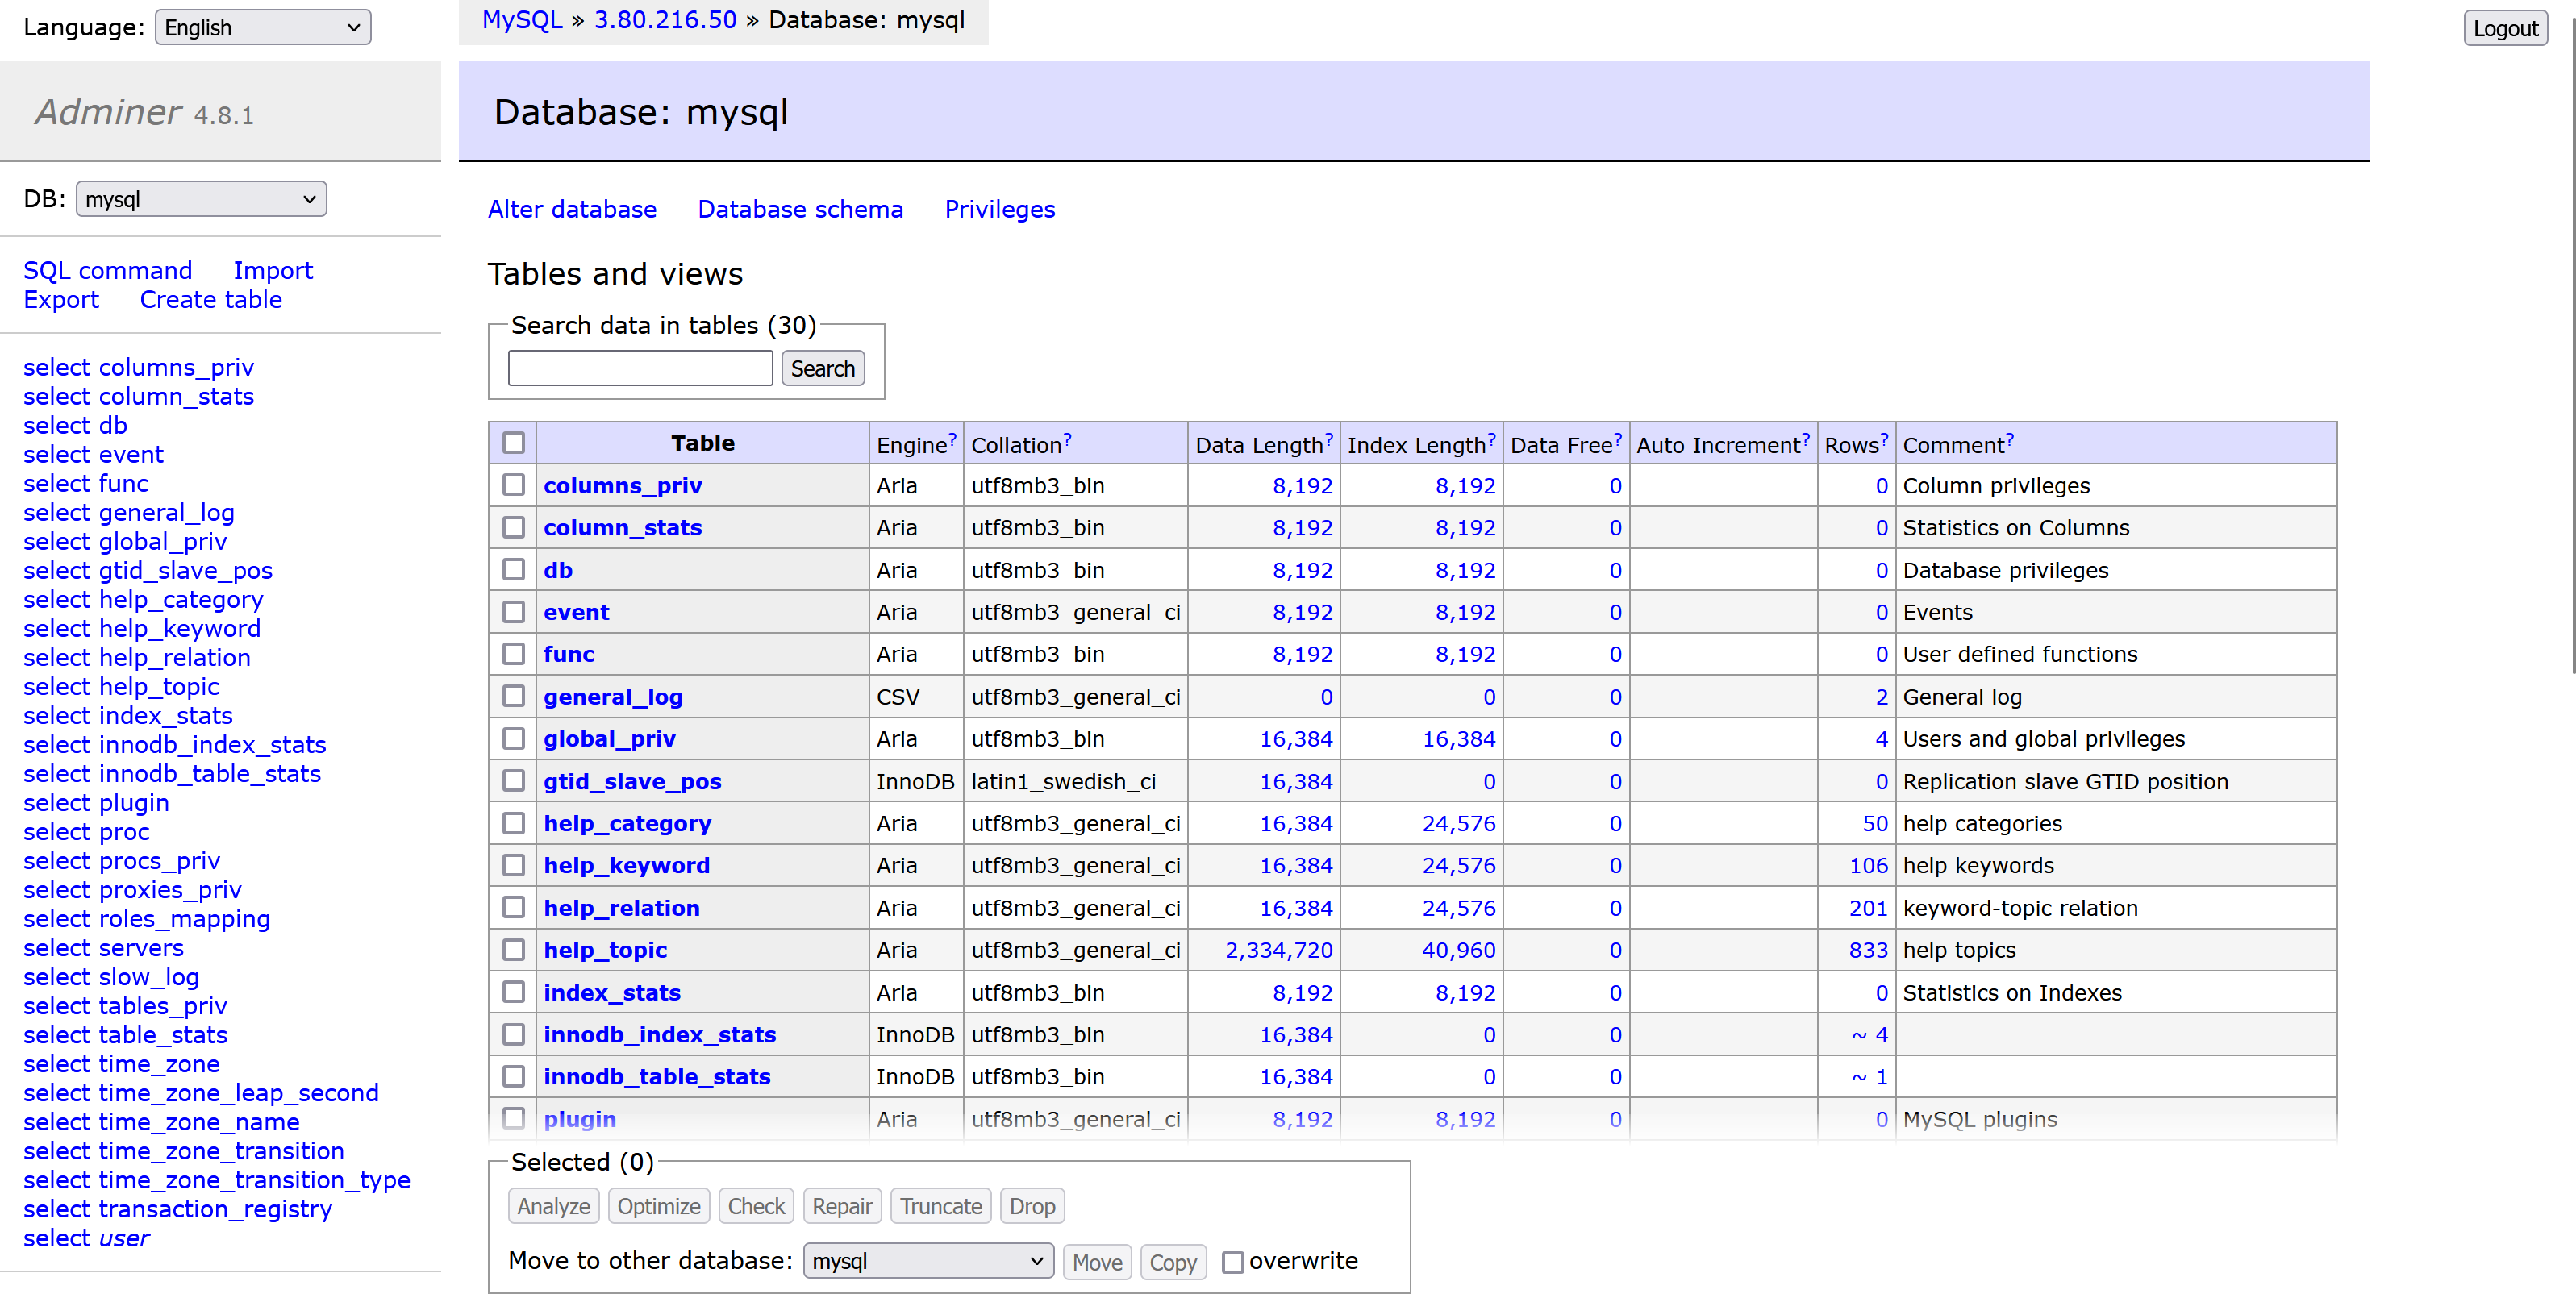 Language: English
MySQL » 3.80.216.50 » Database: mysql
Logout
Adminer 4.8.1
Database: mysql
DB: mysql
SQL command Import
Export Create table
select columns_priv
select column_stats
select db
select event
select func
select general_log
select global_priv
select gtid_slave_pos
select help_category
select help_keyword
select help_relation
select help_topic
select index_stats
select innodb_index_stats
select innodb_table_stats
select plugin
select proc
select procs_priv
select proxies_priv
select roles_mapping
select servers
select slow_log
select tables_priv
select table_stats
select time_zone
select time_zone_leap_second
select time_zone_name
select time_zone_transition
select time_zone_transition_type
select transaction_registry
select user
Alter database Database schema Privileges
Tables and views
Search data in tables (30)
Search
Table Engine? Collation? Data Length? Index Length? Data Free? Auto Increment? Rows? Comment?
columns_priv Aria utf8mb3_bin 8,192 8,192 0 0 Column privileges
column_stats Aria utf8mb3_bin 8,192 8,192 0 0 Statistics on Columns
db Aria utf8mb3_bin 8,192 8,192 0 0 Database privileges
event Aria utf8mb3_general_ci 8,192 8,192 0 0 Events
func Aria utf8mb3_bin 8,192 8,192 0 0 User defined functions
general_log CSV utf8mb3_general_ci 0 0 0 2 General log
global_priv Aria utf8mb3_bin 16,384 16,384 0 4 Users and global privileges
gtid_slave_pos InnoDB latin1_swedish_ci 16,384 0 0 0 Replication slave GTID position
help_category Aria utf8mb3_general_ci 16,384 24,576 0 50 help categories
help_keyword Aria utf8mb3_general_ci 16,384 24,576 0 106 help keywords
help_relation Aria utf8mb3_general_ci 16,384 24,576 0 201 keyword-topic relation
help_topic Aria utf8mb3_general_ci 2,334,720 40,960 0 833 help topics
index_stats Aria utf8mb3_bin 8,192 8,192 0 0 Statistics on Indexes
innodb_index_stats InnoDB utf8mb3_bin 16,384 0 0 ~ 4
innodb_table_stats InnoDB utf8mb3_bin 16,384 0 0 ~ 1
plugin Aria utf8mb3_general_ci 8,192 8,192 0 0 MySQL plugins
Selected (0)
Analyze Optimize Check Repair Truncate Drop
Move to other database: mysql Move Copy overwrite